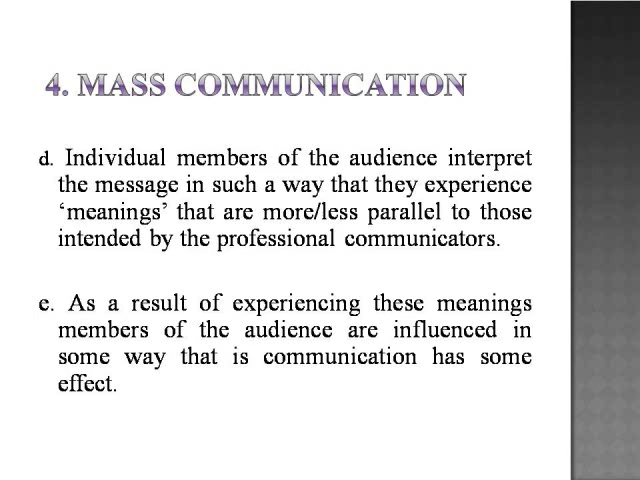 4. MASS COMMUNICATION
d. Individual members of the audience interpret
the message in such a way that they experience
‘meanings’ that are more/less parallel to those
intended by the professional communicators.
e. As a result of experiencing these meanings
members of the audience are influenced in
some way that is communication has some
effect.